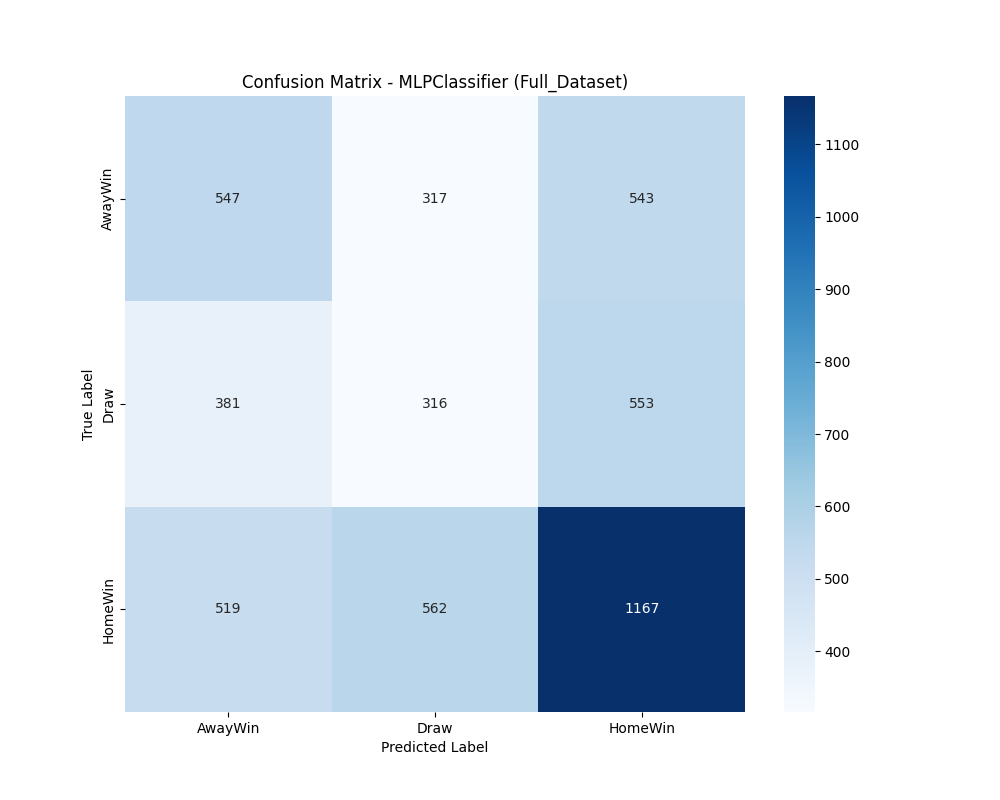 Confusion Matrix - MLPClassifier (Full_Dataset)
True Label
AwayWin
547 317 543
Draw
381 316 553
HomeWin
519 562 1167
AwayWin Draw HomeWin
Predicted Label
1100
1000
900
800
700
600
500
400